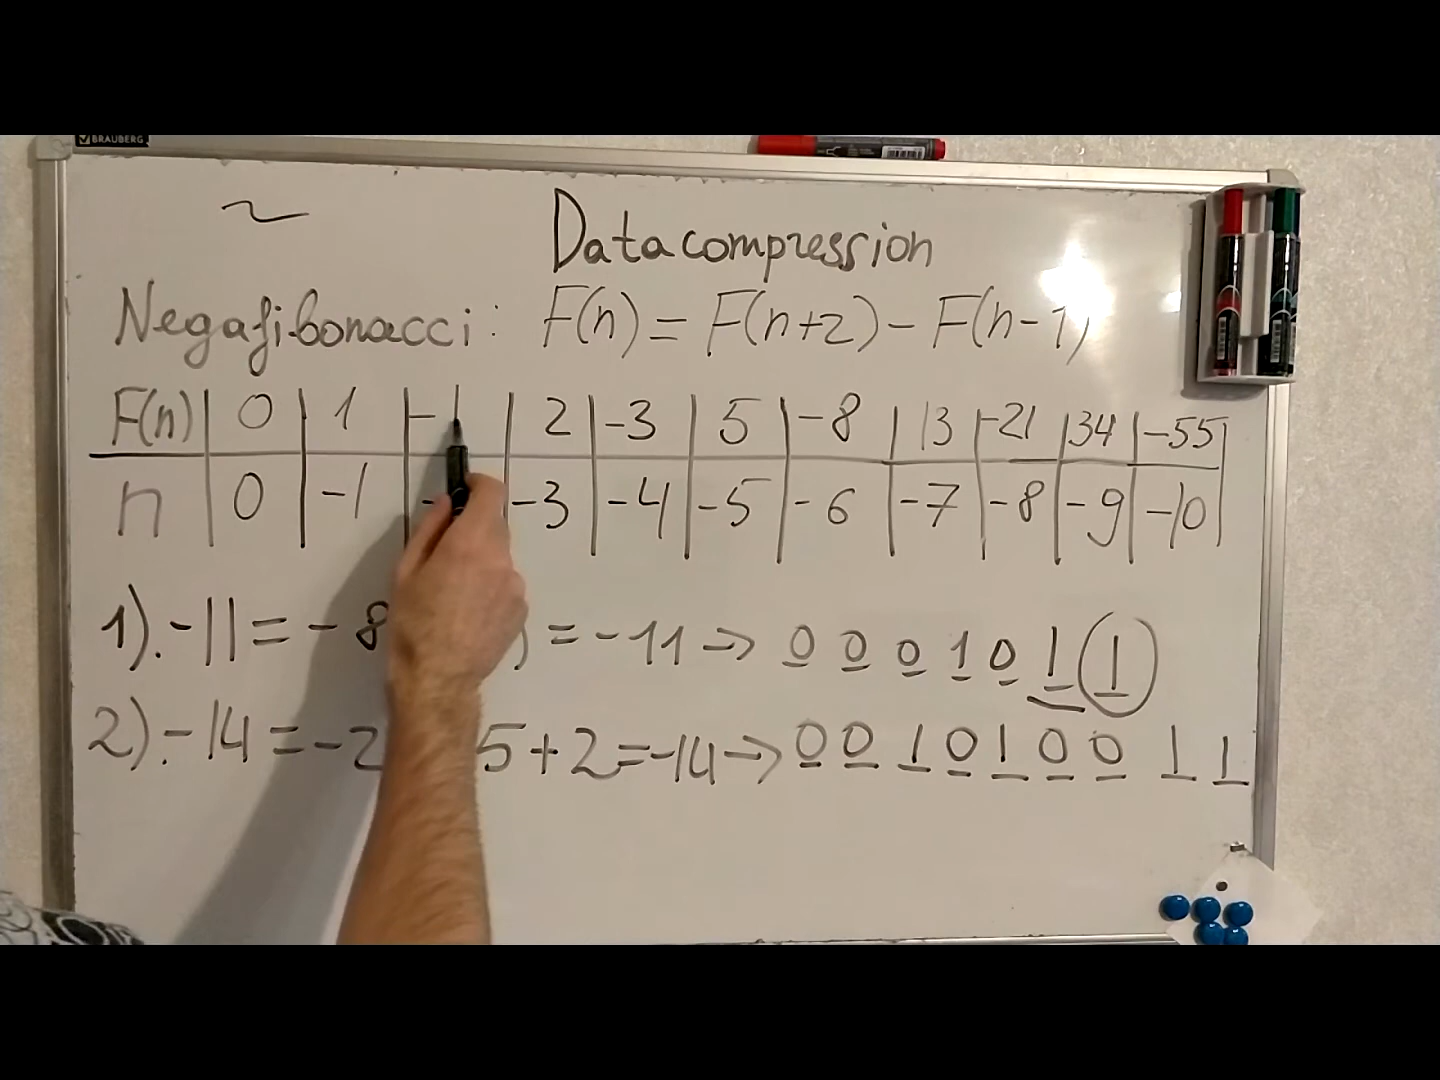 BRAUBERG
~ Datacompression
Negafibonacci: F(n) = F(n+2) - F(n-1)
F(n) 0 1 -1 2 -3 5 -8 13 -21 34 -55
n 0 -1 - -3 -4 -5 -6 -7 -8 -9 -10
1). -11 = -8 ) = -11 → 0 0 0 1 0 1 1
2). -14 = -2 5 + 2 = -14 → 0 0 1 0 1 0 0 1 1